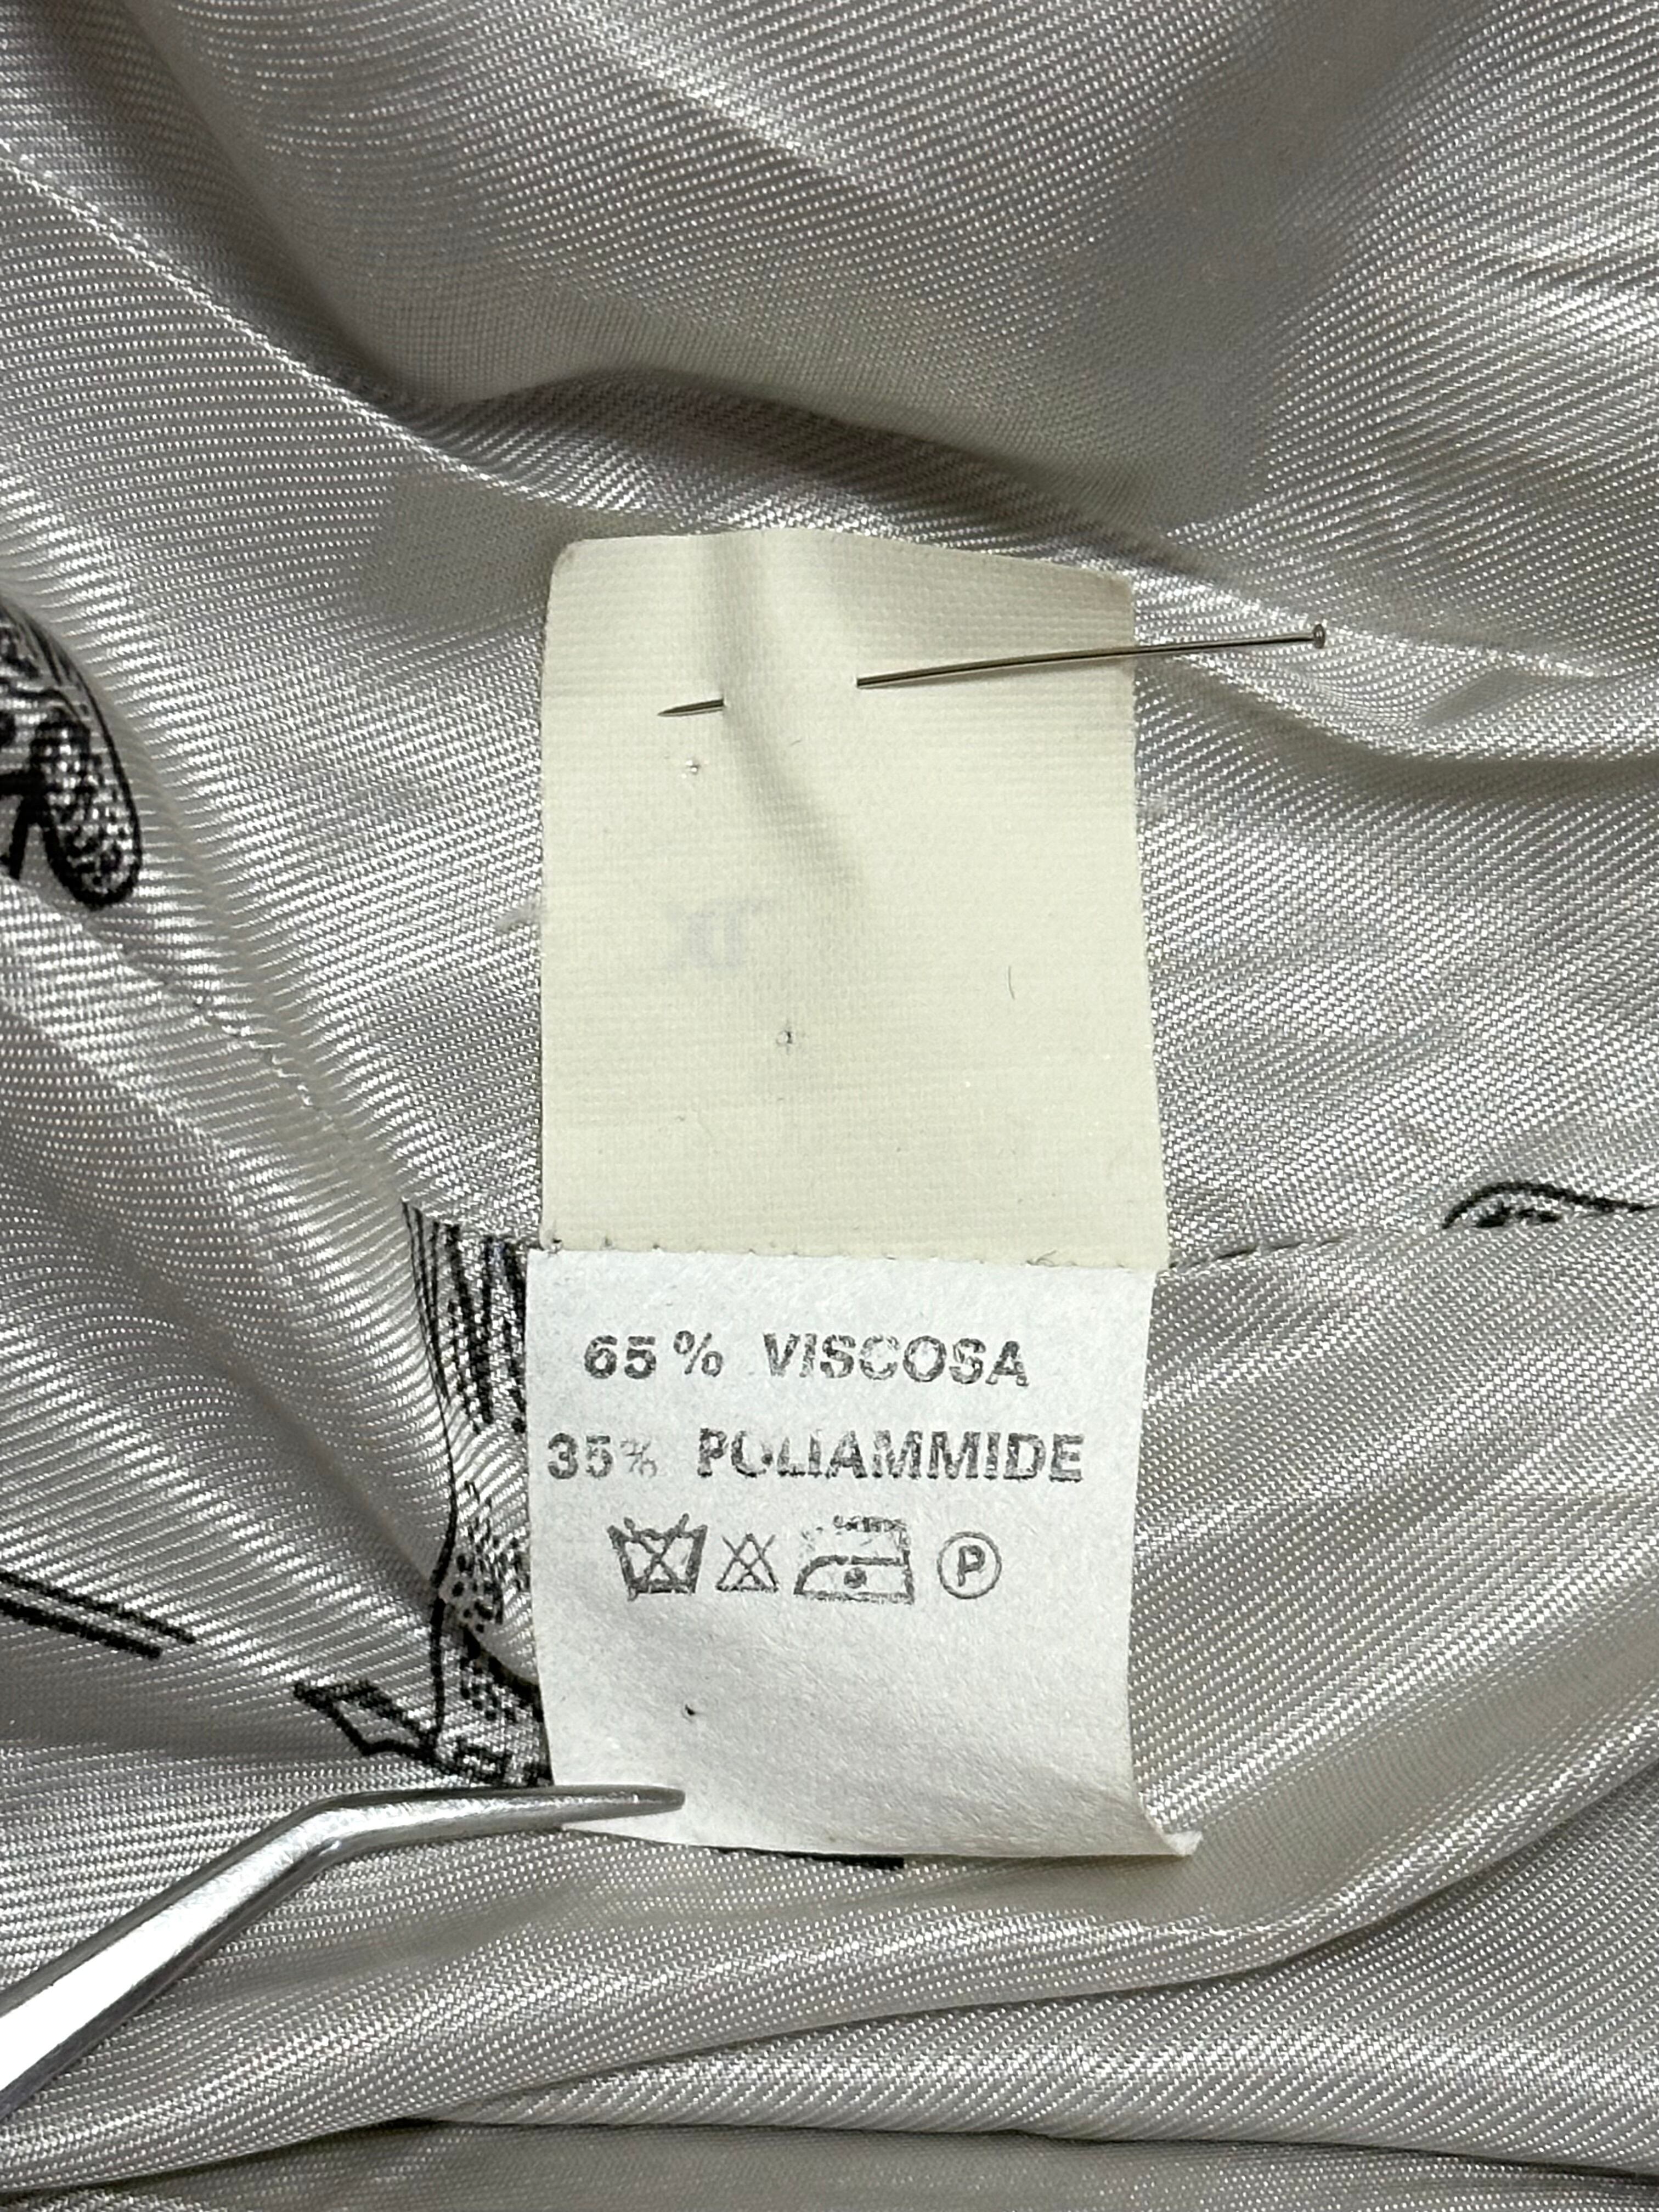 65% VISCOSA
35% POLIAMMIDE
P